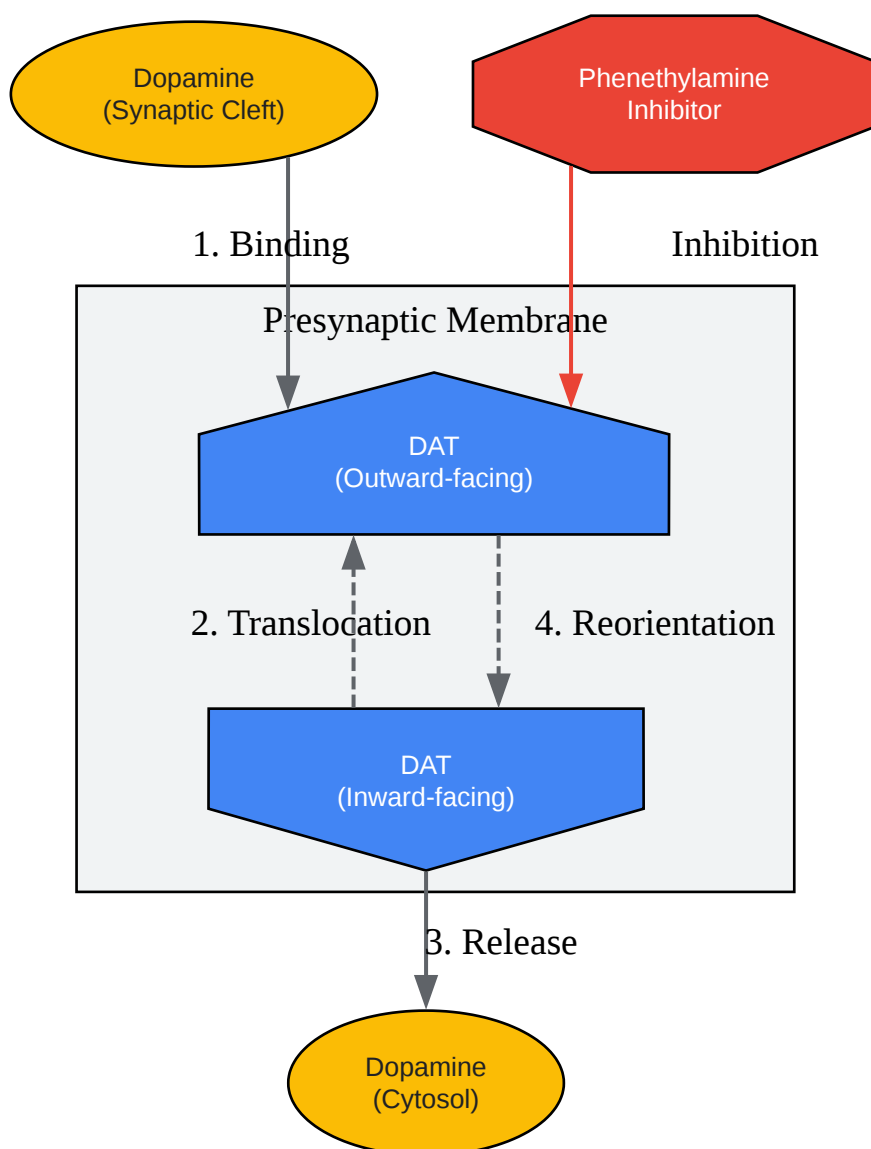 Dopamine
(Synaptic Cleft)
Phenethylamine
Inhibitor
1. Binding
Inhibition
Presynaptic Membrane
DAT
(Outward-facing)
2. Translocation
4. Reorientation
DAT
(Inward-facing)
3. Release
Dopamine
(Cytosol)